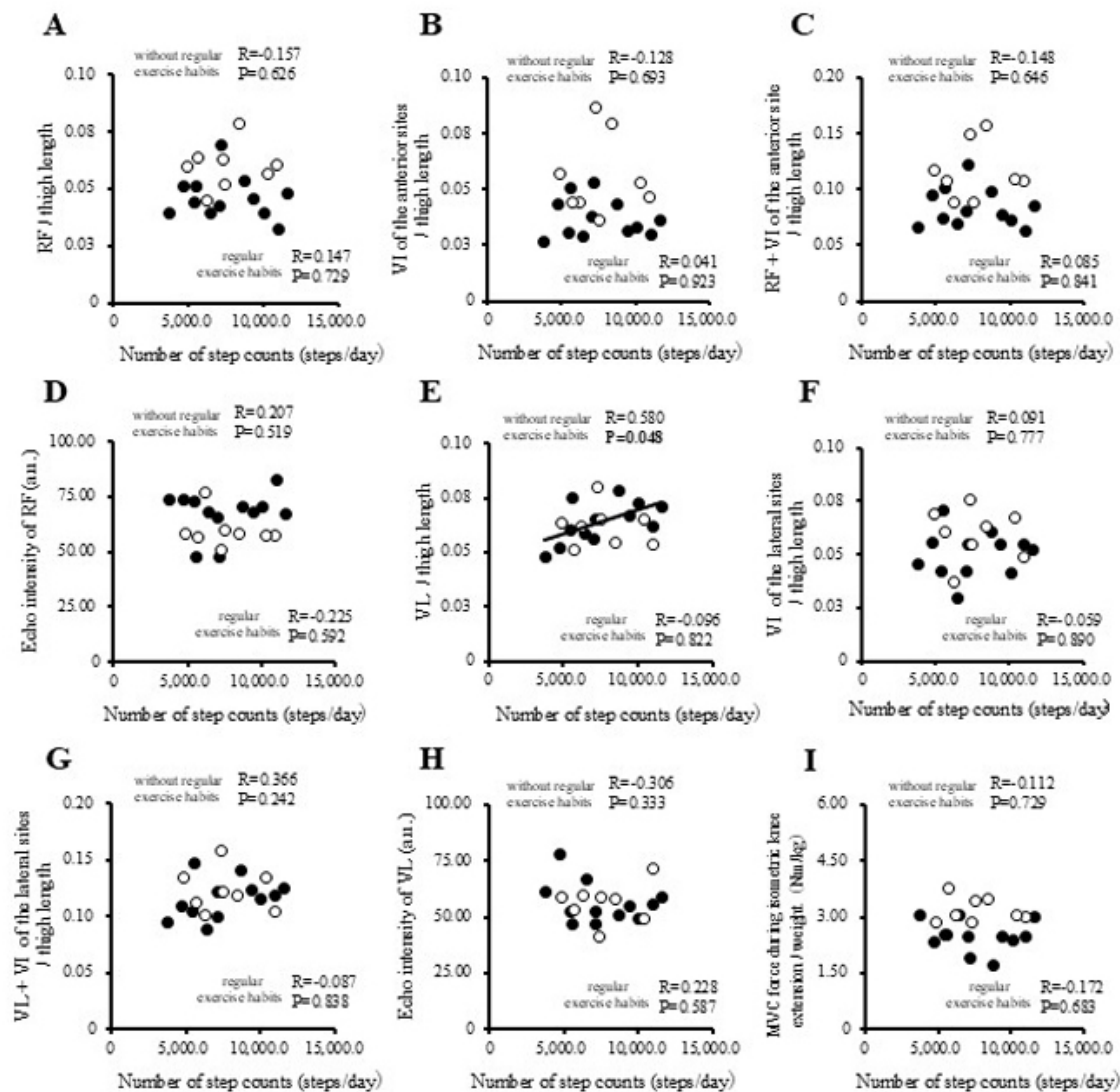 A
without regular R=-0.157
exercise habits P=0.626
RF / thigh length
0.10
0.08
0.05
0.03
0
regular R=0.147
exercise habits P=0.729
0 5,000.0 10,000.0 15,000.0
Number of step counts (steps/day)
B
without regular R=-0.128
exercise habits P=0.693
VI of the anterior sites
/ thigh length
0.10
0.08
0.05
0.03
0
regular R=0.041
exercise habits P=0.923
0 5,000.0 10,000.0 15,000.0
Number of step counts (steps/day)
C
without regular R=-0.148
exercise habits P=0.646
RF + VI of the anterior site
/ thigh length
0.20
0.15
0.10
0.05
0
regular R=0.085
exercise habits P=0.841
0 5,000.0 10,000.0 15,000.0
Number of step counts (steps/day)
D
without regular R=0.207
exercise habits P=0.519
Echo intensity of RF (a.u.)
100.00
75.00
50.00
25.00
0
regular R=-0.225
exercise habits P=0.592
0 5,000.0 10,000.0 15,000.0
Number of step counts (steps/day)
E
without regular R=0.580
exercise habits P=0.048
VL / thigh length
0.10
0.08
0.05
0.03
0
regular R=-0.096
exercise habits P=0.822
0 5,000.0 10,000.0 15,000.0
Number of step counts (steps/day)
F
without regular R=0.091
exercise habits P=0.777
VI of the lateral sites
/ thigh length
0.10
0.08
0.05
0.03
0
regular R=-0.059
exercise habits P=0.890
0 5,000.0 10,000.0 15,000.0
Number of step counts (steps/day)
G
without regular R=0.366
exercise habits P=0.242
VL + VI of the lateral sites
/ thigh length
0.20
0.15
0.10
0.05
0
regular R=-0.087
exercise habits P=0.838
0 5,000.0 10,000.0 15,000.0
Number of step counts (steps/day)
H
without regular R=-0.306
exercise habits P=0.333
Echo intensity of VL (a.u.)
100.00
75.00
50.00
25.00
0
regular R=0.228
exercise habits P=0.587
0 5,000.0 10,000.0 15,000.0
Number of step counts (steps/day)
I
without regular R=-0.112
exercise habits P=0.729
MVC force during isometric knee
extension / weight (Nm/kg)
6.00
4.50
3.00
1.50
0
regular R=-0.172
exercise habits P=0.683
0 5,000.0 10,000.0 15,000.0
Number of step counts (steps/day)